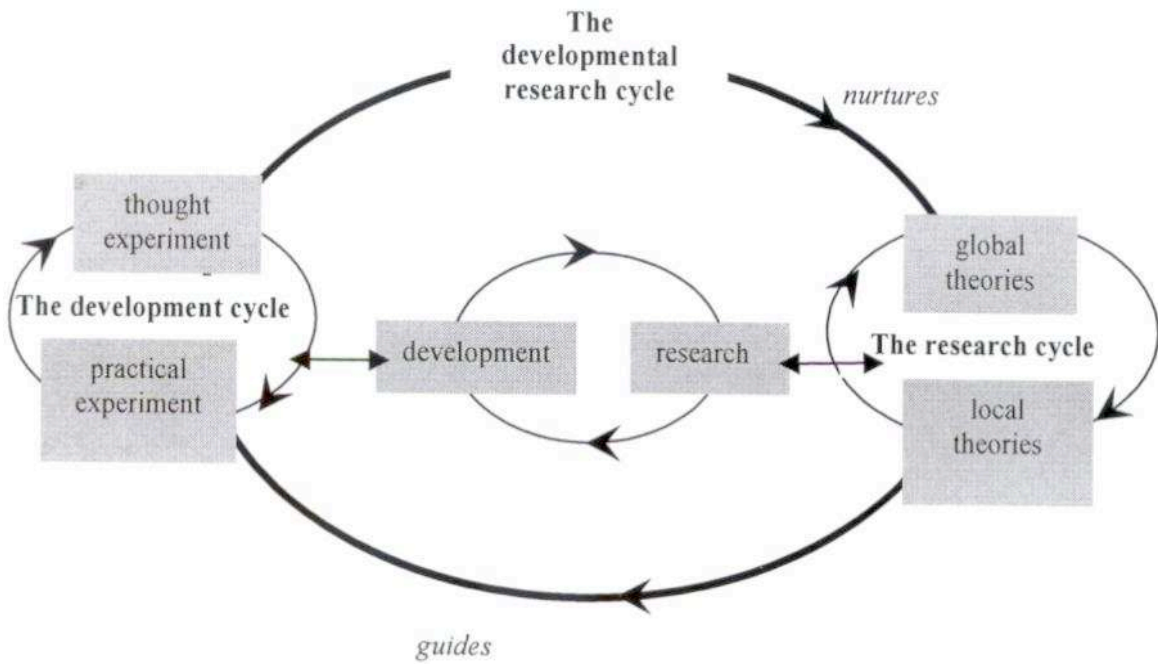 The
developmental
research cycle
nurtures
thought
experiment
The development cycle
practical
experiment
development
research
global
theories
The research cycle
local
theories
guides